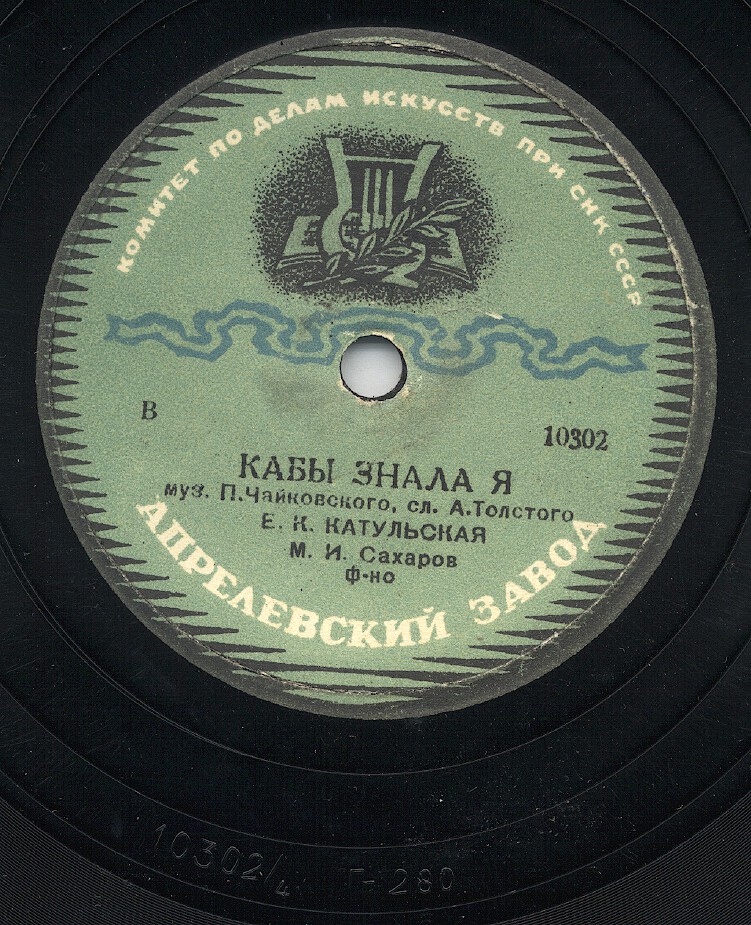 КОМИТЕТ ПО ДЕЛАМ ИСКУССТВ ПРИ СНК СССР
В
10302
КАБЫ ЗНАЛА Я
муз. П.Чайковского, сл. А.Толстого
Е. К. КАТУЛЬСКАЯ
М. И. Сахаров
ф-но
АПРЕЛЕВСКИЙ ЗАВОД
10302/4 Г-280